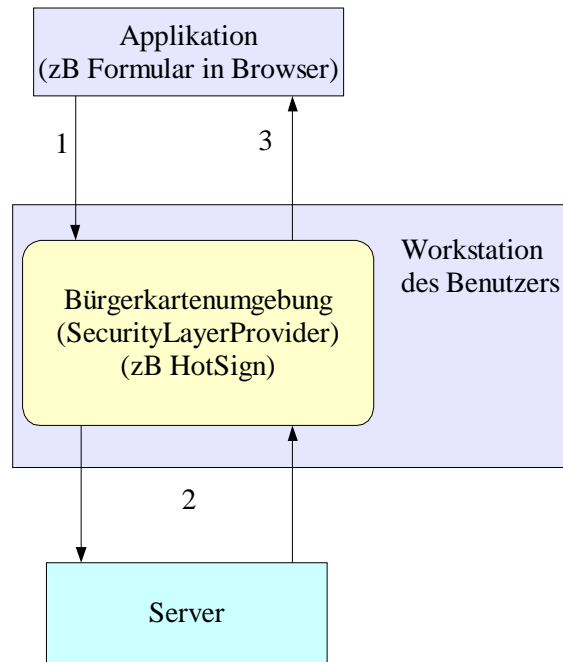 Applikation
(zB Formular in Browser)
1
3
Workstation
des Benutzers
Bürgerkartenumgebung
(SecurityLayerProvider)
(zB HotSign)
2
Server